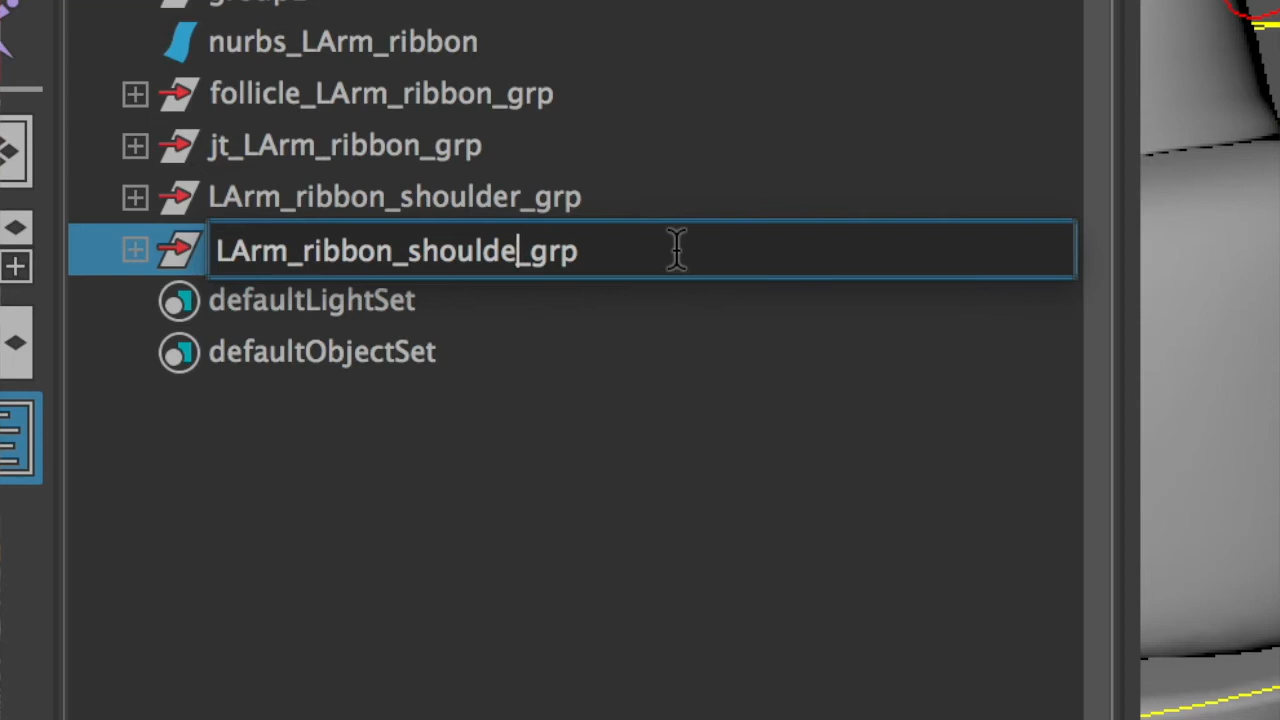 nurbs_LArm_ribbon
follicle_LArm_ribbon_grp
jt_LArm_ribbon_grp
LArm_ribbon_shoulder_grp
LArm_ribbon_shoulde_grp
defaultLightSet
defaultObjectSet